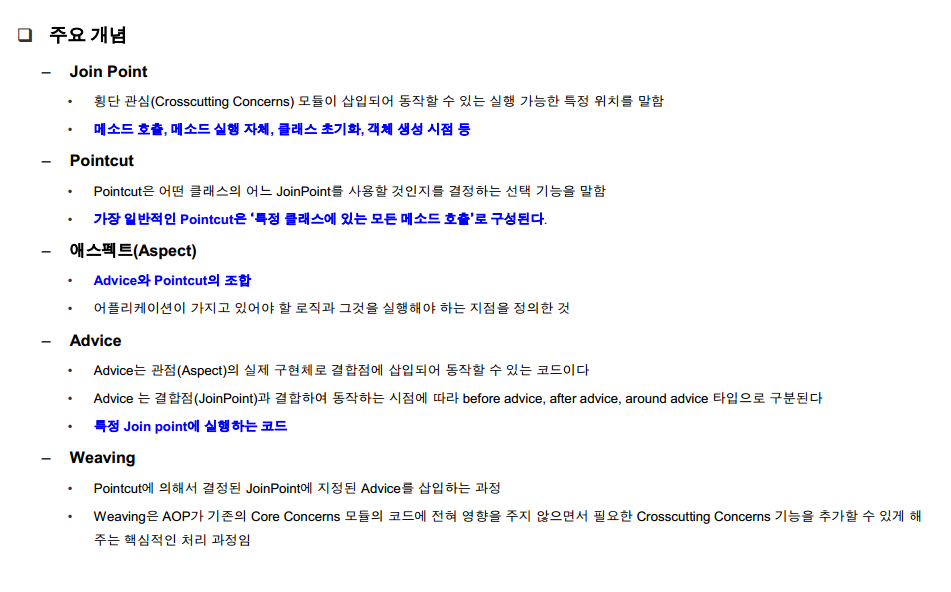 ❑ 주요 개념
– Join Point
• 횡단 관심(Crosscutting Concerns) 모듈이 삽입되어 동작할 수 있는 실행 가능한 특정 위치를 말함
• 메소드 호출, 메소드 실행 자체, 클래스 초기화, 객체 생성 시점 등
– Pointcut
• Pointcut은 어떤 클래스의 어느 JoinPoint를 사용할 것인지를 결정하는 선택 기능을 말함
• 가장 일반적인 Pointcut은 ‘특정 클래스에 있는 모든 메소드 호출’로 구성된다.
– 애스펙트(Aspect)
• Advice와 Pointcut의 조합
• 어플리케이션이 가지고 있어야 할 로직과 그것을 실행해야 하는 지점을 정의한 것
– Advice
• Advice는 관점(Aspect)의 실제 구현체로 결합점에 삽입되어 동작할 수 있는 코드이다
• Advice 는 결합점(JoinPoint)과 결합하여 동작하는 시점에 따라 before advice, after advice, around advice 타입으로 구분된다
• 특정 Join point에 실행하는 코드
– Weaving
• Pointcut에 의해서 결정된 JoinPoint에 지정된 Advice를 삽입하는 과정
• Weaving은 AOP가 기존의 Core Concerns 모듈의 코드에 전혀 영향을 주지 않으면서 필요한 Crosscutting Concerns 기능을 추가할 수 있게 해
주는 핵심적인 처리 과정임